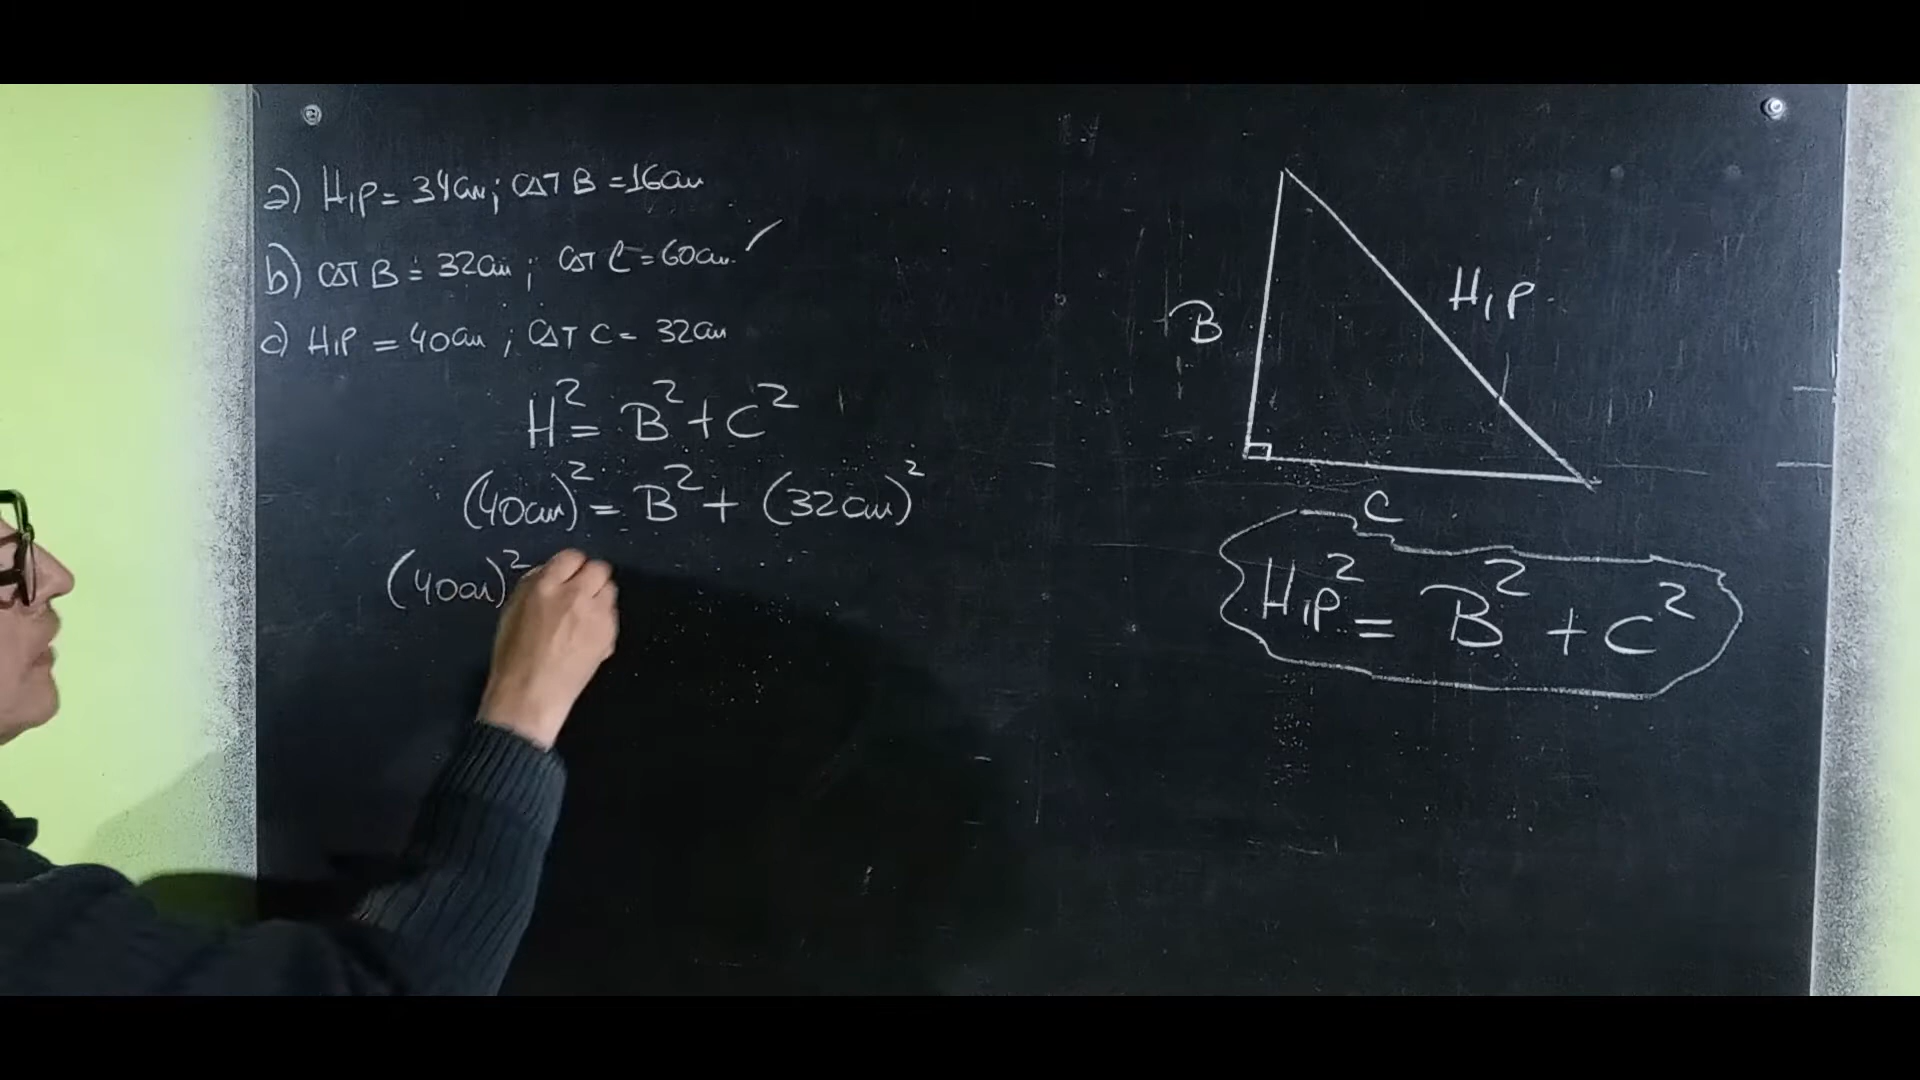 a) HIP = 34cm; CAT B = 16cm
b) CAT B = 32cm; CAT C = 60cm.
c) HIP = 40cm; CAT C = 32cm
H² = B² + C²
(40cm)² = B² + (32cm)²
(40cm)²
B
HIP
C
HIP² = B² + C²